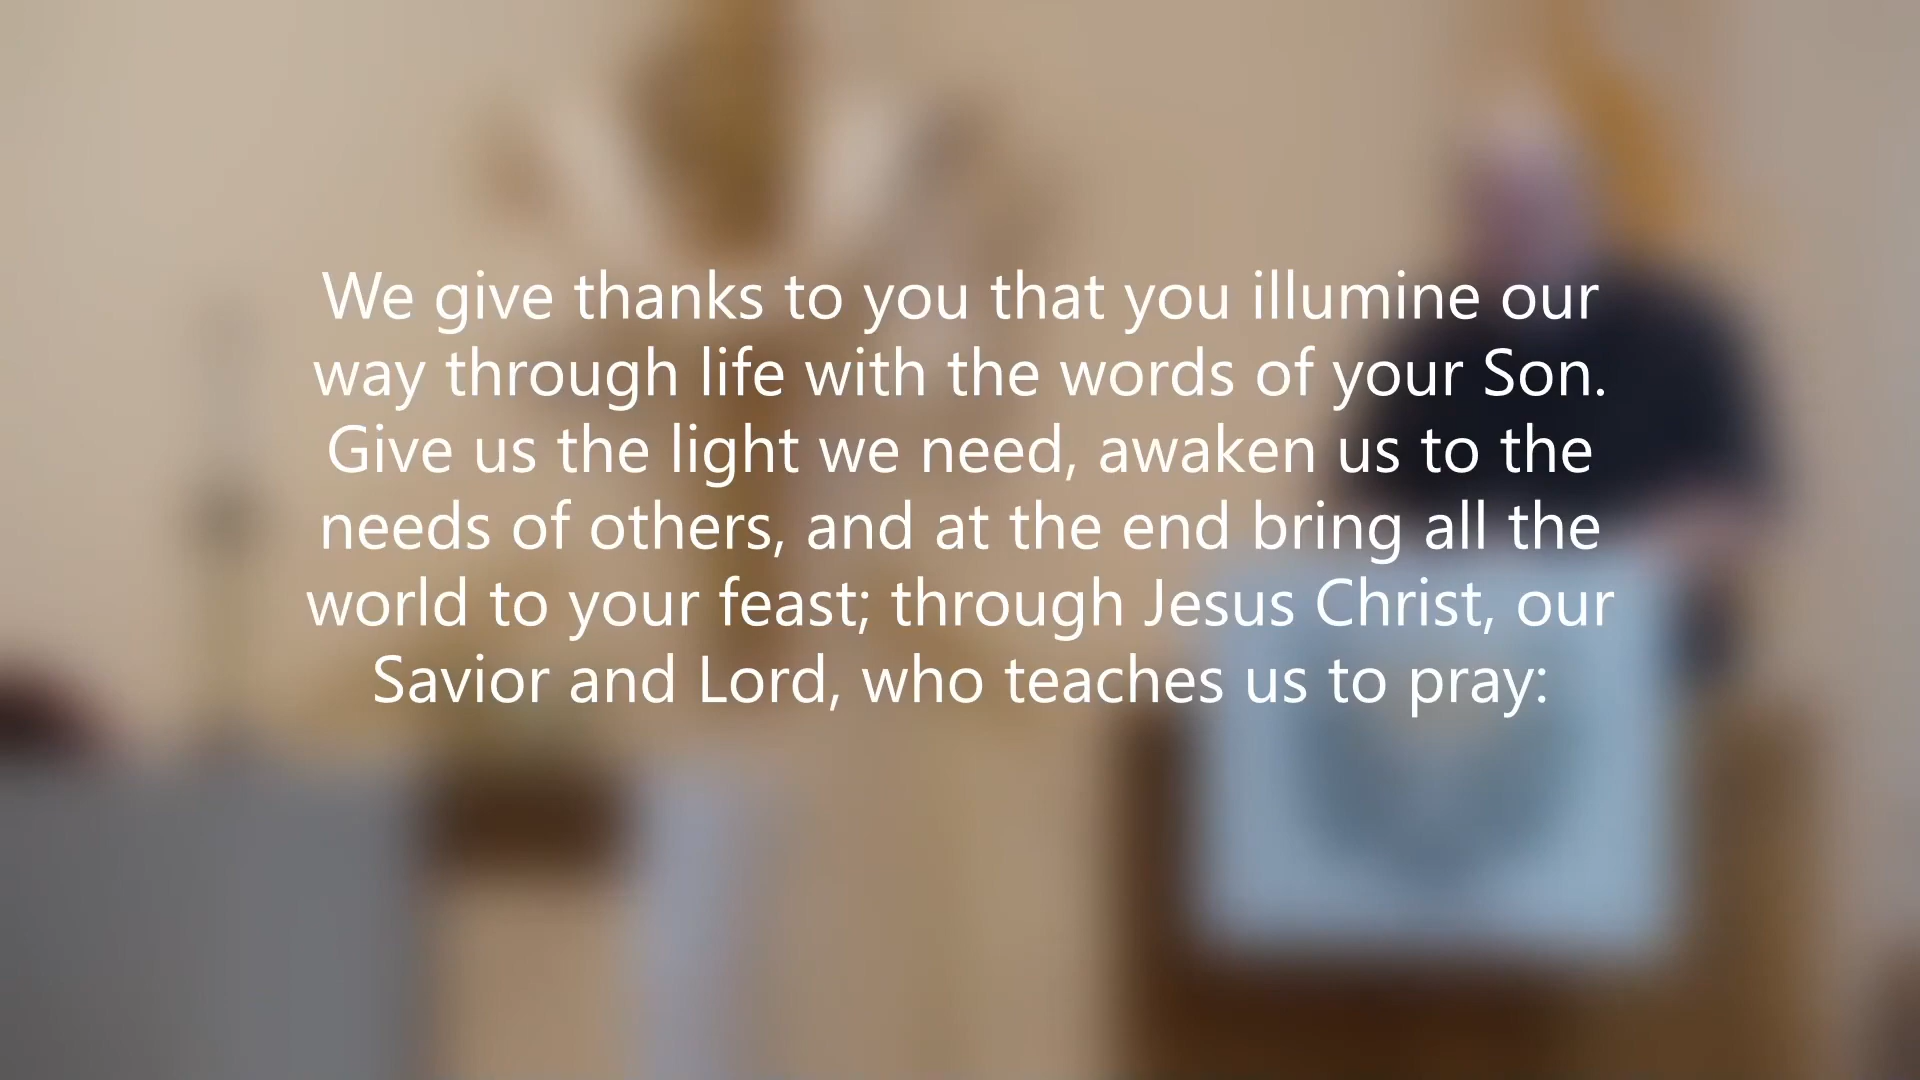 We give thanks to you that you illumine our
way through life with the words of your Son.
Give us the light we need, awaken us to the
needs of others, and at the end bring all the
world to your feast; through Jesus Christ, our
Savior and Lord, who teaches us to pray: